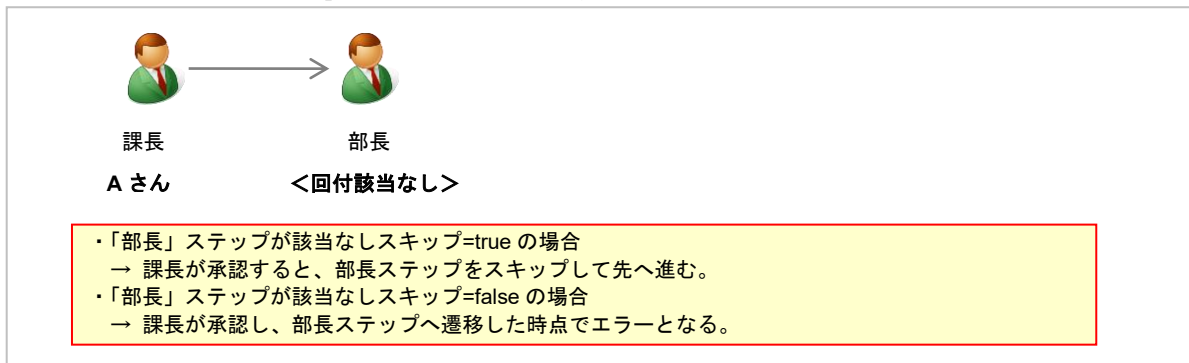 課長 部長
A さん ＜回付該当なし＞
・「部長」ステップが該当なしスキップ=true の場合
→ 課長が承認すると、部長ステップをスキップして先へ進む。
・「部長」ステップが該当なしスキップ=false の場合
→ 課長が承認し、部長ステップへ遷移した時点でエラーとなる。